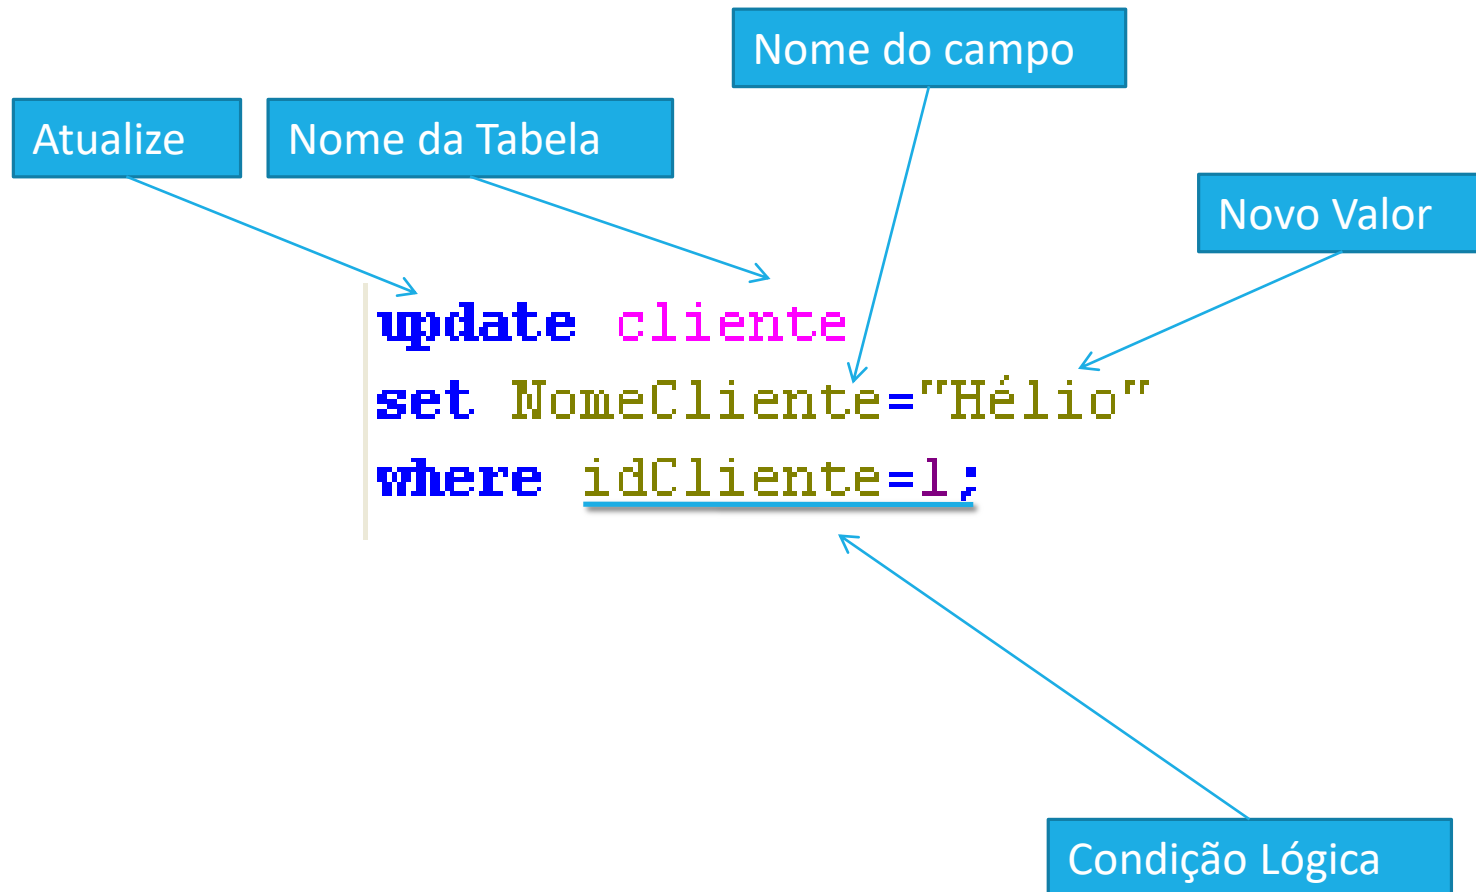 Nome do campo
Atualize
Nome da Tabela
Novo Valor
update cliente
set NomeCliente="Hélio"
where idCliente=1;
Condição Lógica